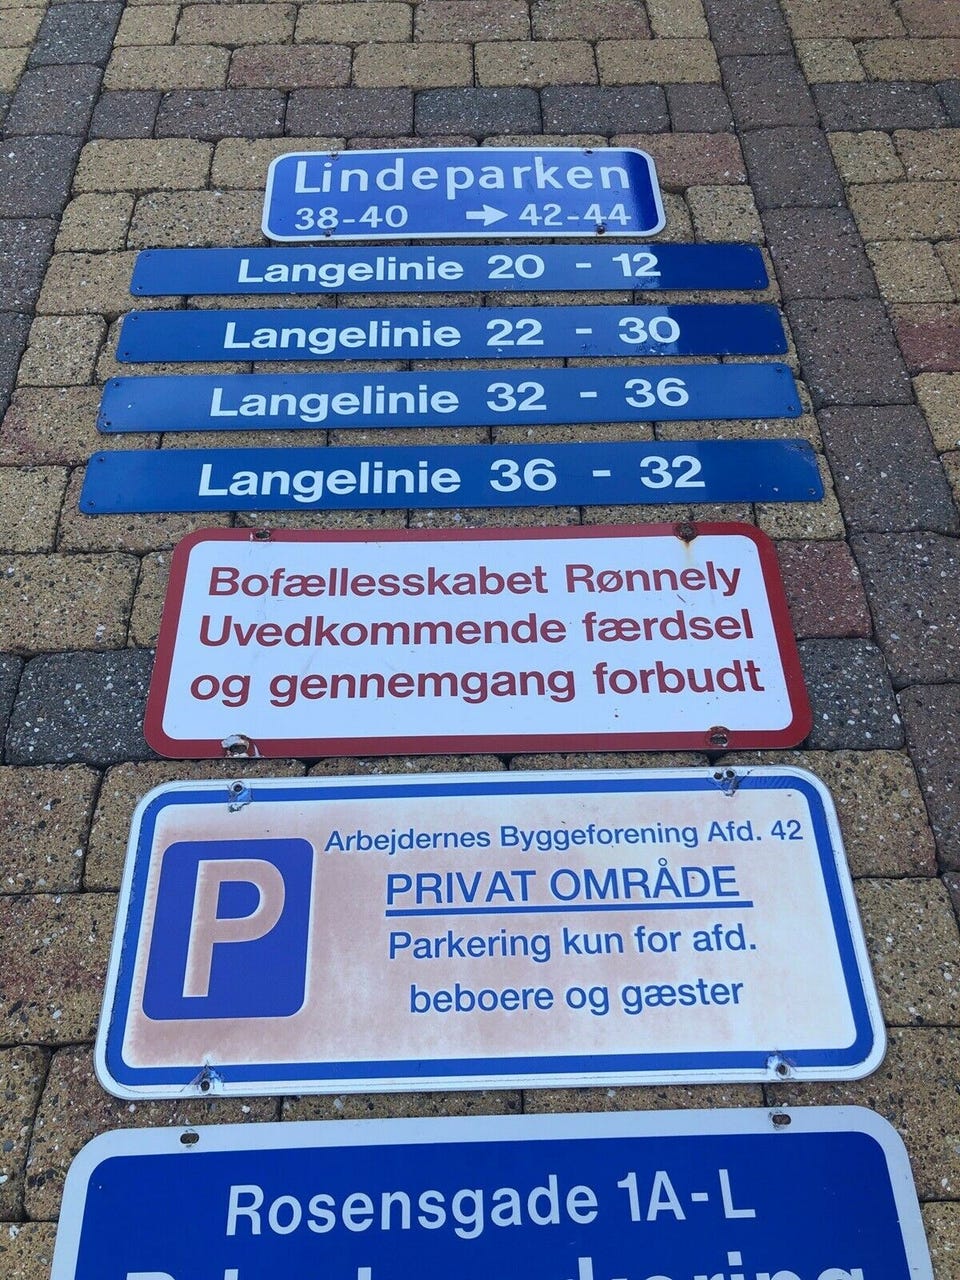 Lindeparken
38-40 → 42-44
Langelinie 20 - 12
Langelinie 22 - 30
Langelinie 32 - 36
Langelinie 36 - 32
Bofællesskabet Rønnely
Uvedkommende færdsel
og gennemgang forbudt
P
Arbejdernes Byggeforening Afd. 42
PRIVAT OMRÅDE
Parkering kun for afd.
beboere og gæster
Rosensgade 1A-L